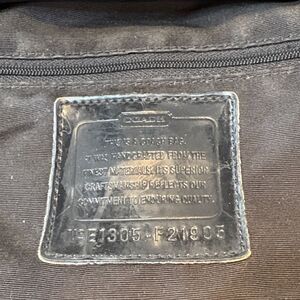 COACH
THIS IS A COACH BAG.
IT WAS HANDCRAFTED FROM THE
FINEST MATERIALS. ITS SUPERIOR
CRAFTSMANSHIP REFLECTS OUR
COMMITMENT TO ENDURING QUALITY.
E1305-F21905